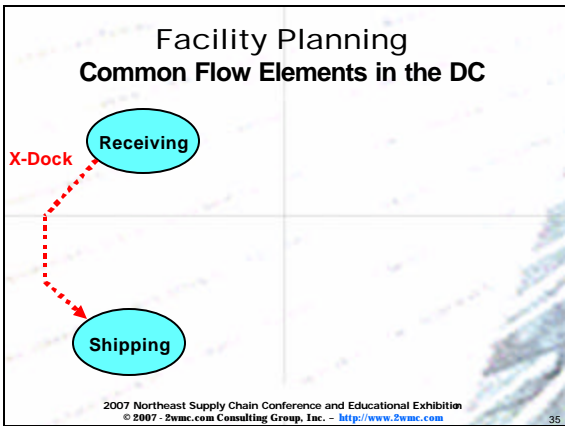 Facility Planning
Common Flow Elements in the DC
Receiving
X-Dock
Shipping
2007 Northeast Supply Chain Conference and Educational Exhibition
© 2007 - 2wmc.com Consulting Group, Inc. – http://www.2wmc.com
35